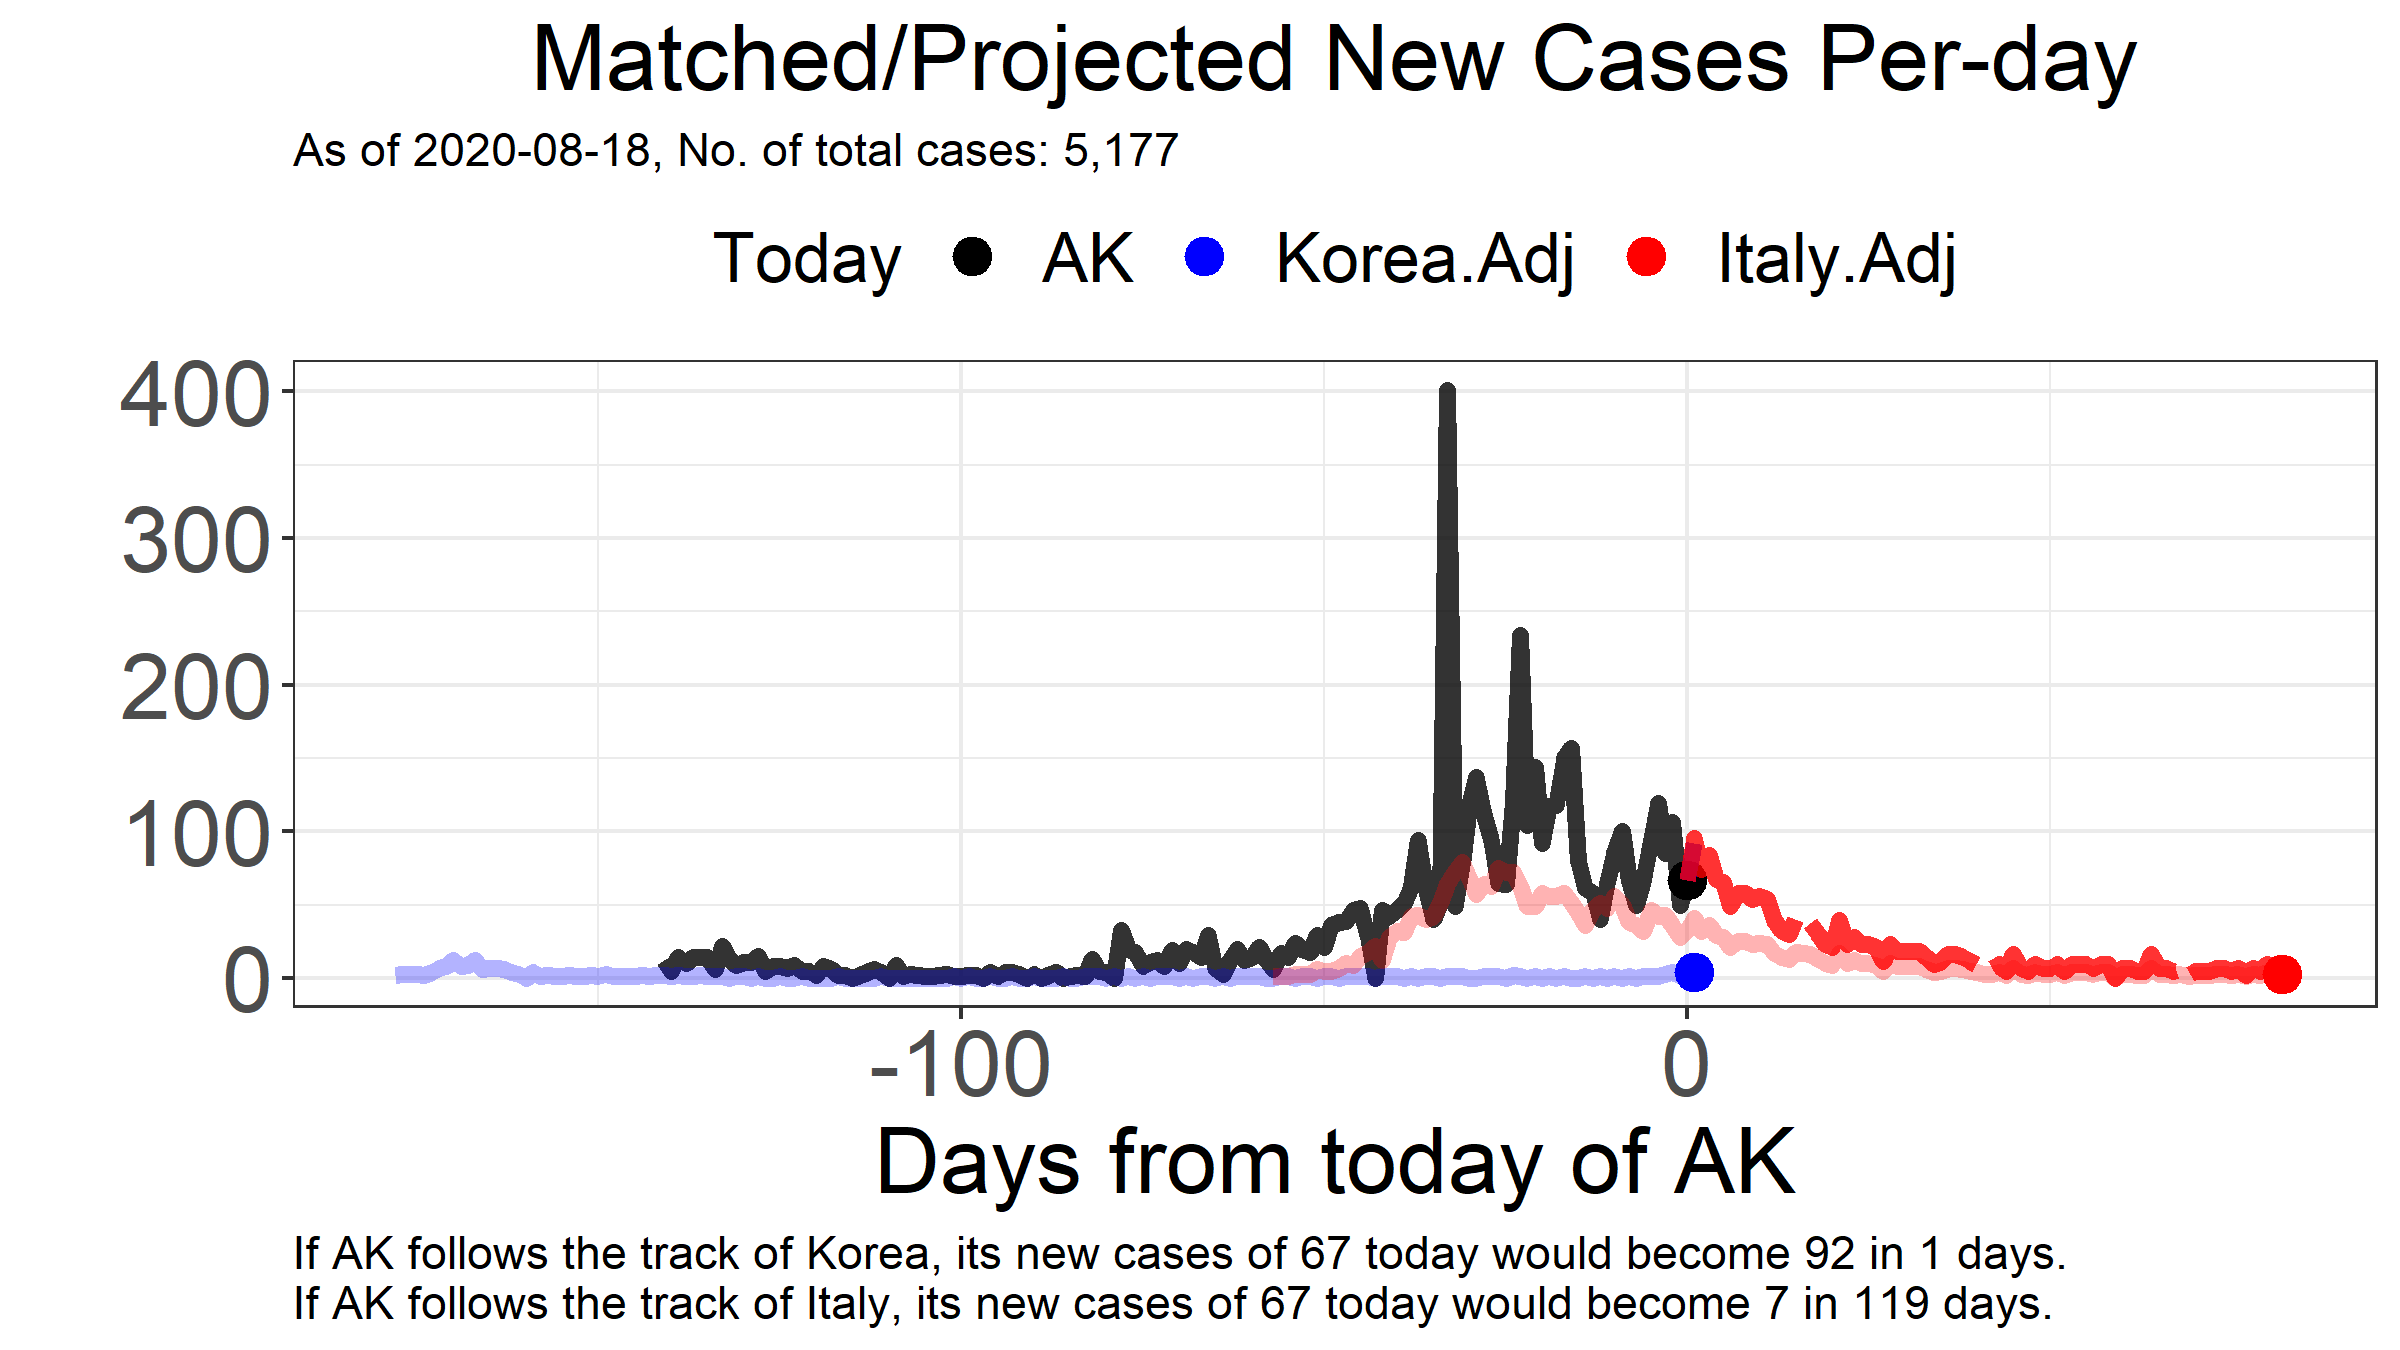 Matched/Projected New Cases Per-day
As of 2020-08-18, No. of total cases: 5,177
Today AK Korea.Adj Italy.Adj
400
300
200
100
0
-100 0
Days from today of AK
If AK follows the track of Korea, its new cases of 67 today would become 92 in 1 days.
If AK follows the track of Italy, its new cases of 67 today would become 7 in 119 days.